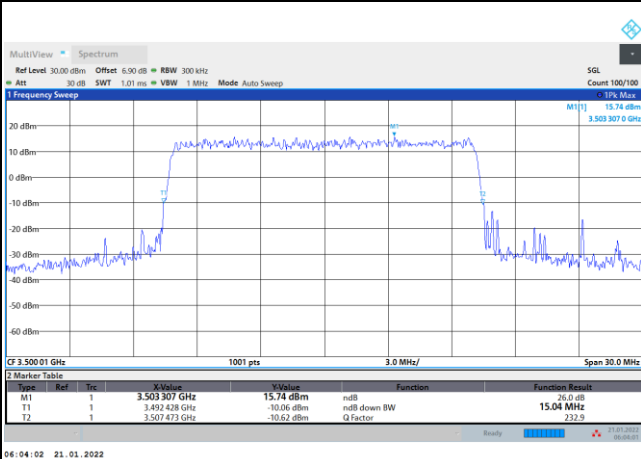 MultiView Spectrum
Ref Level 30.00 dBm Offset 6.90 dB RBW 300 kHz SGL
Att 30 dB SWT 1.01 ms VBW 1 MHz Mode Auto Sweep Count 100/100
1 Frequency Sweep 1Pk Max
M1[1] 15.74 dBm
3.503 307 0 GHz
20 dBm
M1
10 dBm
0 dBm
T1 T2
-10 dBm
-20 dBm
-30 dBm
-40 dBm
-50 dBm
-60 dBm
CF 3.500 01 GHz 1001 pts 3.0 MHz/ Span 30.0 MHz
2 Marker Table
Type Ref Trc X-Value Y-Value Function Function Result
M1 1 3.503 307 GHz 15.74 dBm ndB 26.0 dB
T1 1 3.492 428 GHz -10.06 dBm ndB down BW 15.04 MHz
T2 1 3.507 473 GHz -10.62 dBm Q Factor 232.9
Ready 21.01.2022
06:04:01
06:04:02 21.01.2022